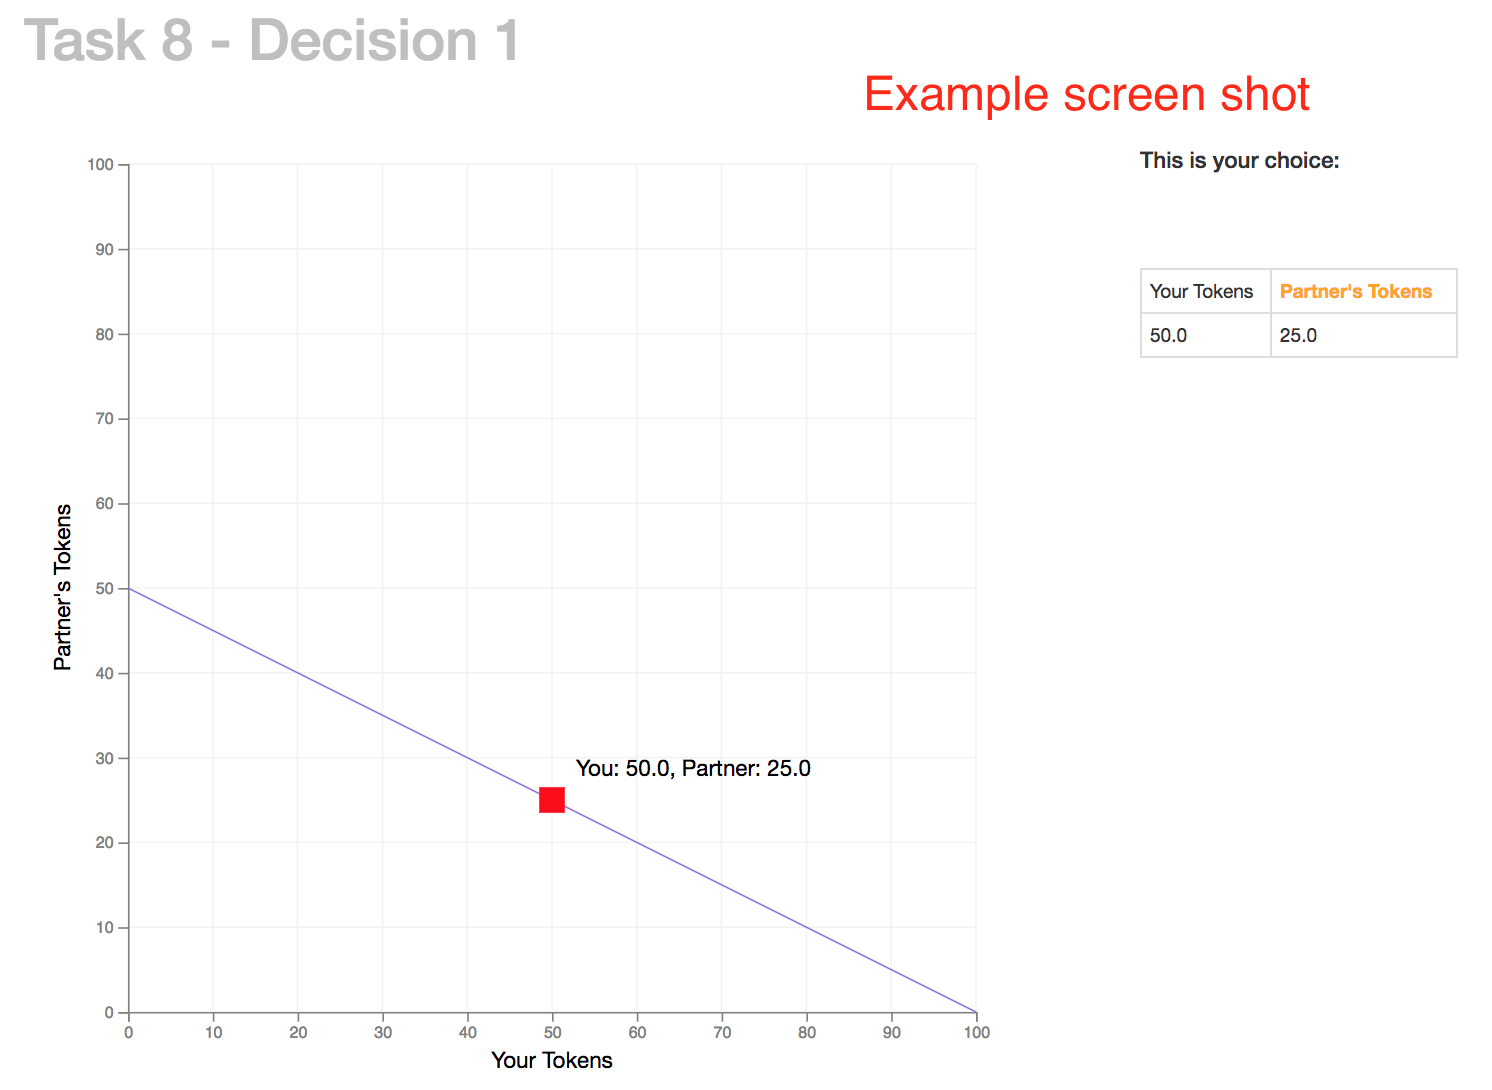 Task 8 - Decision 1
Example screen shot
This is your choice:
Your Tokens Partner's Tokens
50.0 25.0
100
90
80
70
60
50
40
30
20
10
0
Partner's Tokens
You: 50.0, Partner: 25.0
0 10 20 30 40 50 60 70 80 90 100
Your Tokens